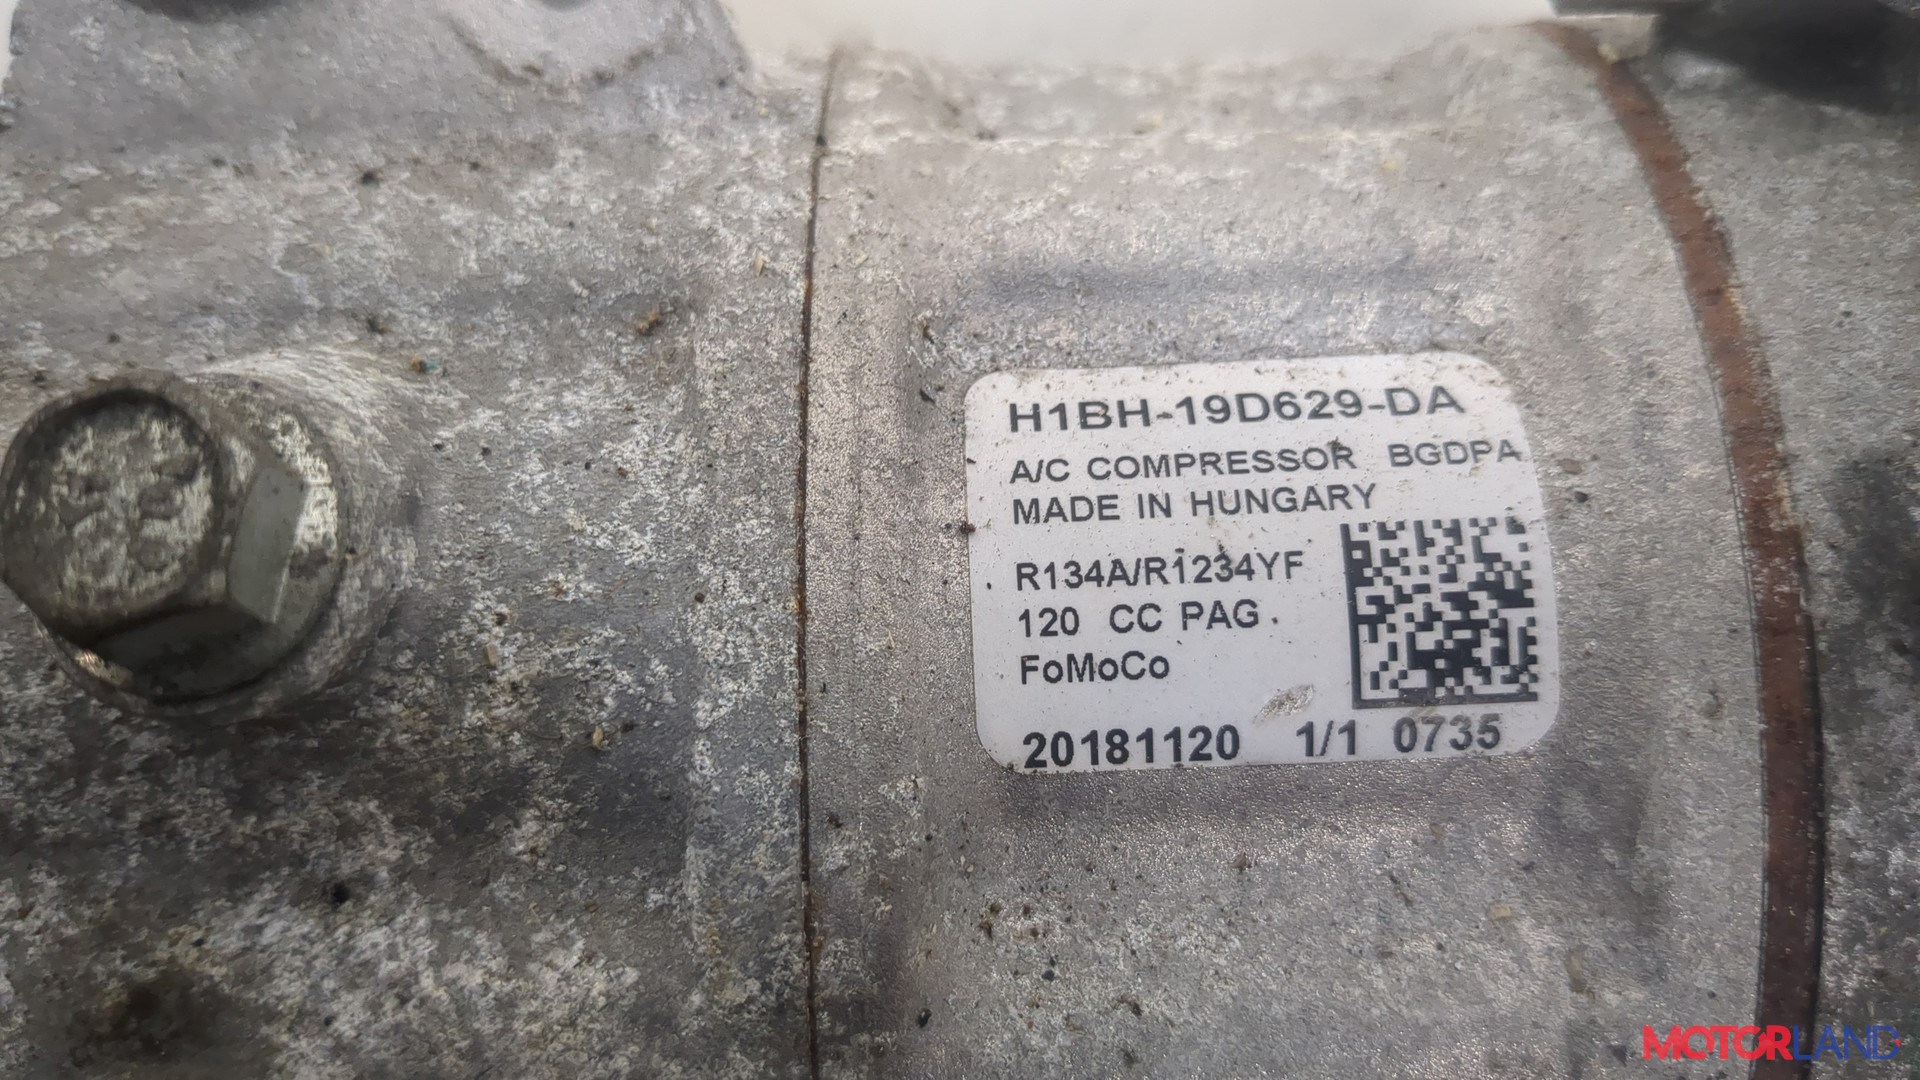 H1BH-19D629-DA
A/C COMPRESSOR BGDPA
MADE IN HUNGARY
R134A/R1234YF
120 CC PAG
FoMoCo
20181120 1/1 0735
MOTORLAND